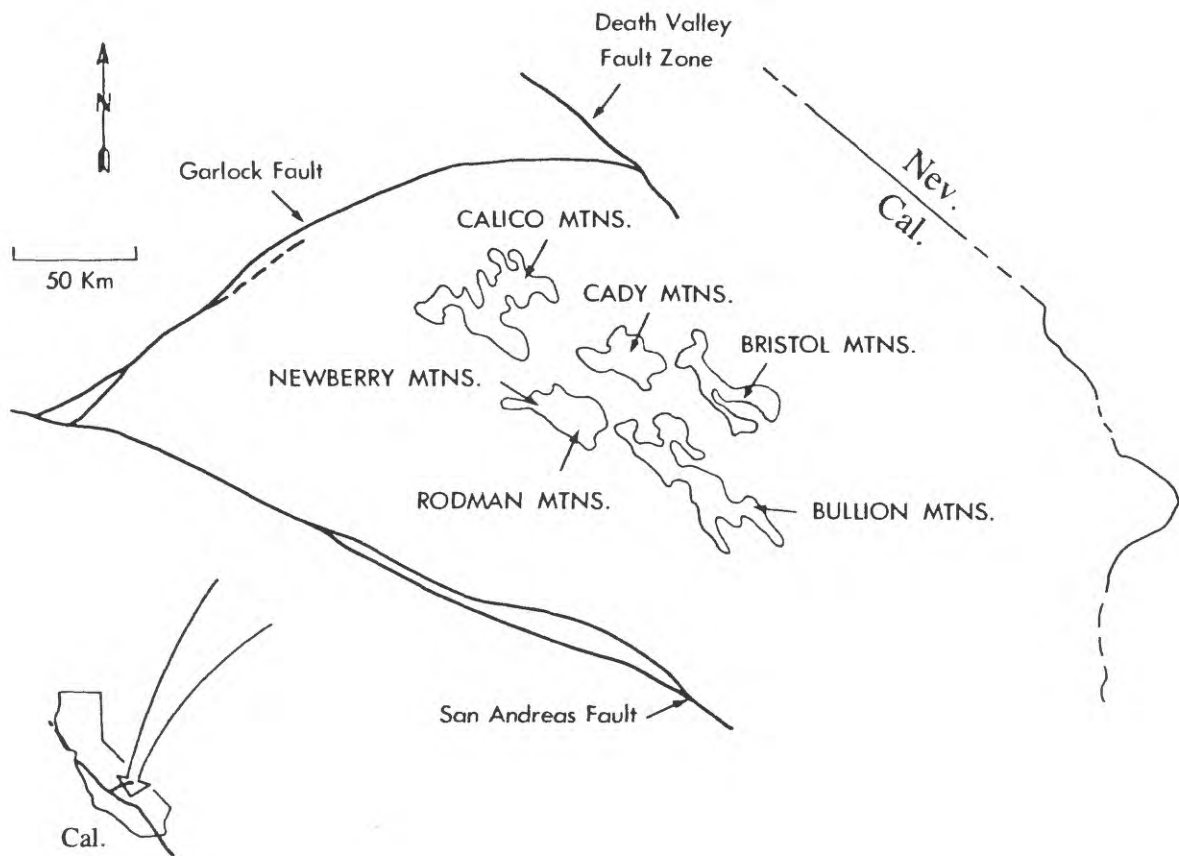 Death Valley
Fault Zone
N
Garlock Fault
Nev.
Cal.
CALICO MTNS.
50 Km
CADY MTNS.
BRISTOL MTNS.
NEWBERRY MTNS.
RODMAN MTNS.
BULLION MTNS.
San Andreas Fault
Cal.